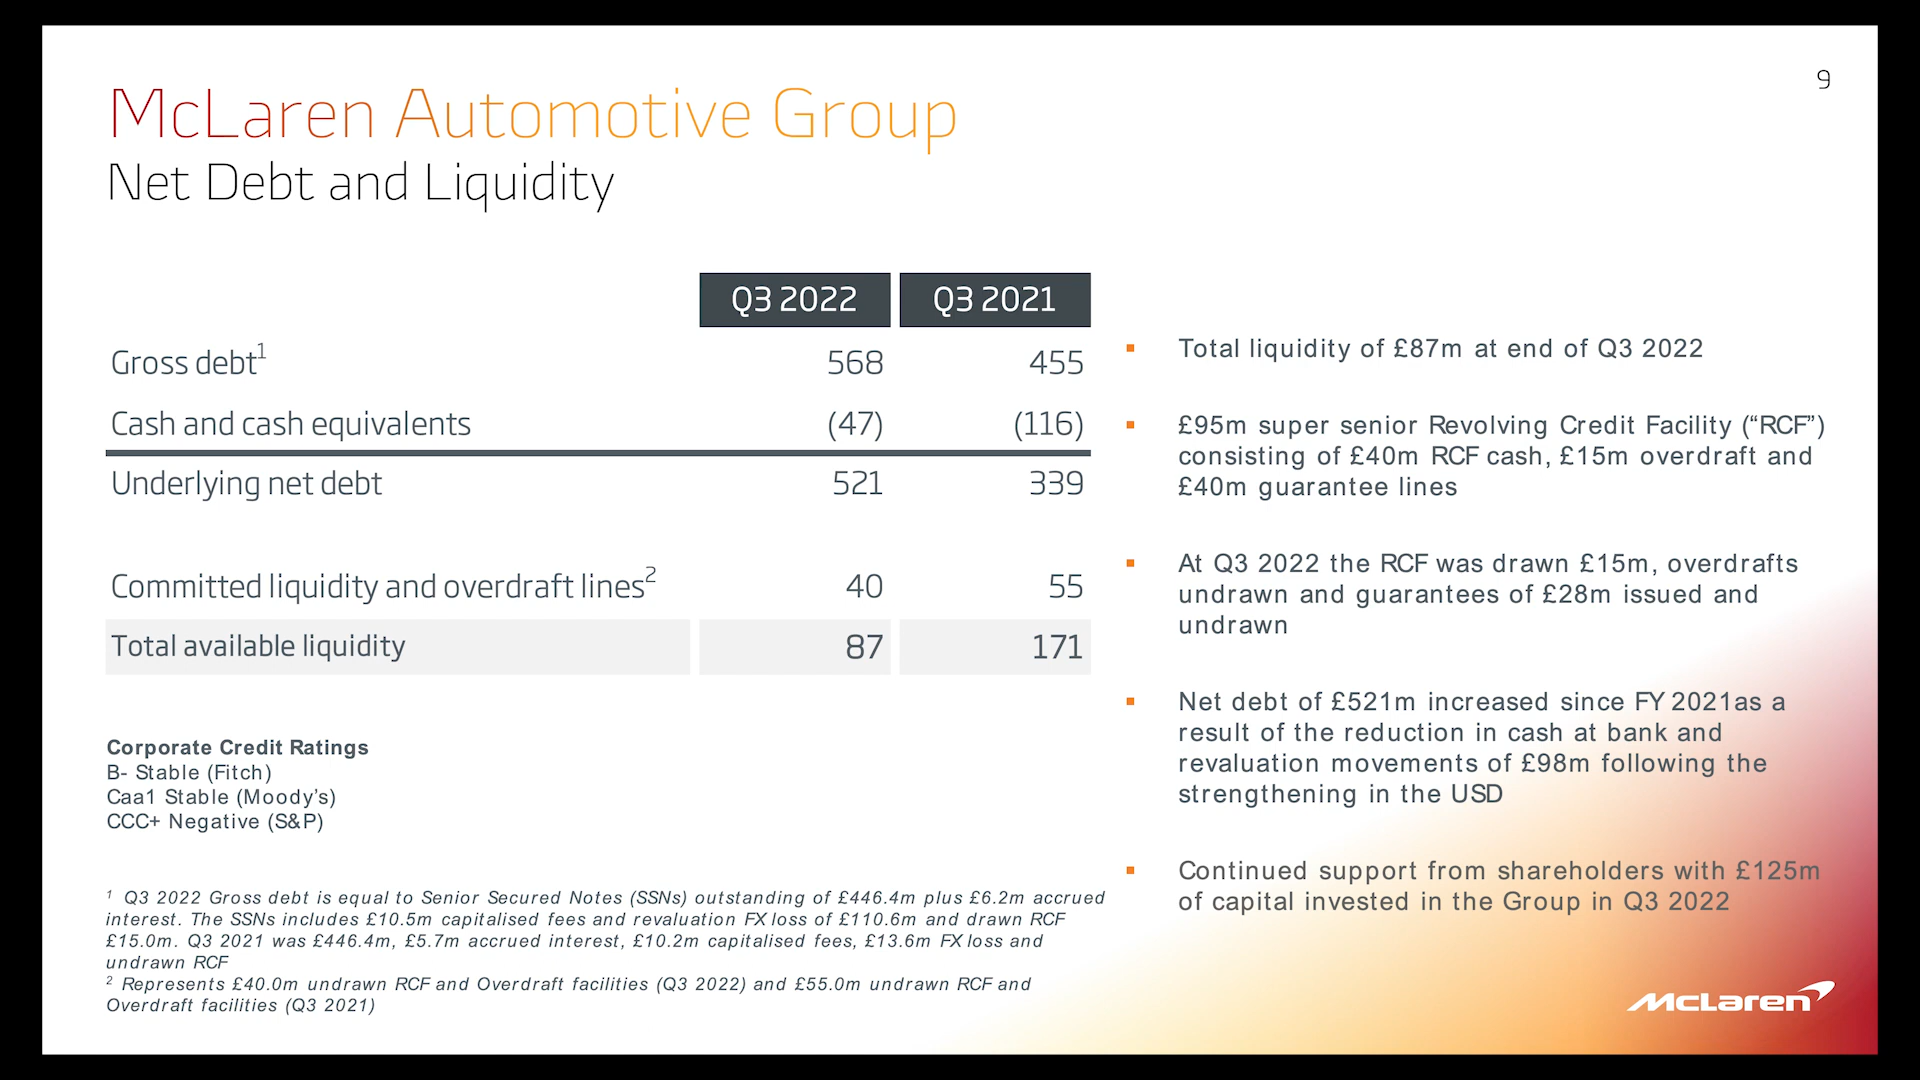 9
McLaren Automotive Group
Net Debt and Liquidity
Q3 2022 Q3 2021
Gross debt¹ 568 455
Cash and cash equivalents (47) (116)
Underlying net debt 521 339
Committed liquidity and overdraft lines² 40 55
Total available liquidity 87 171
Corporate Credit Ratings
B- Stable (Fitch)
Caa1 Stable (Moody’s)
CCC+ Negative (S&P)
¹ Q3 2022 Gross debt is equal to Senior Secured Notes (SSNs) outstanding of £446.4m plus £6.2m accrued
interest. The SSNs includes £10.5m capitalised fees and revaluation FX loss of £110.6m and drawn RCF
£15.0m. Q3 2021 was £446.4m, £5.7m accrued interest, £10.2m capitalised fees, £13.6m FX loss and
undrawn RCF
² Represents £40.0m undrawn RCF and Overdraft facilities (Q3 2022) and £55.0m undrawn RCF and
Overdraft facilities (Q3 2021)
▪ Total liquidity of £87m at end of Q3 2022
▪ £95m super senior Revolving Credit Facility (“RCF”)
consisting of £40m RCF cash, £15m overdraft and
£40m guarantee lines
▪ At Q3 2022 the RCF was drawn £15m, overdrafts
undrawn and guarantees of £28m issued and
undrawn
▪ Net debt of £521m increased since FY 2021as a
result of the reduction in cash at bank and
revaluation movements of £98m following the
strengthening in the USD
▪ Continued support from shareholders with £125m
of capital invested in the Group in Q3 2022
McLaren